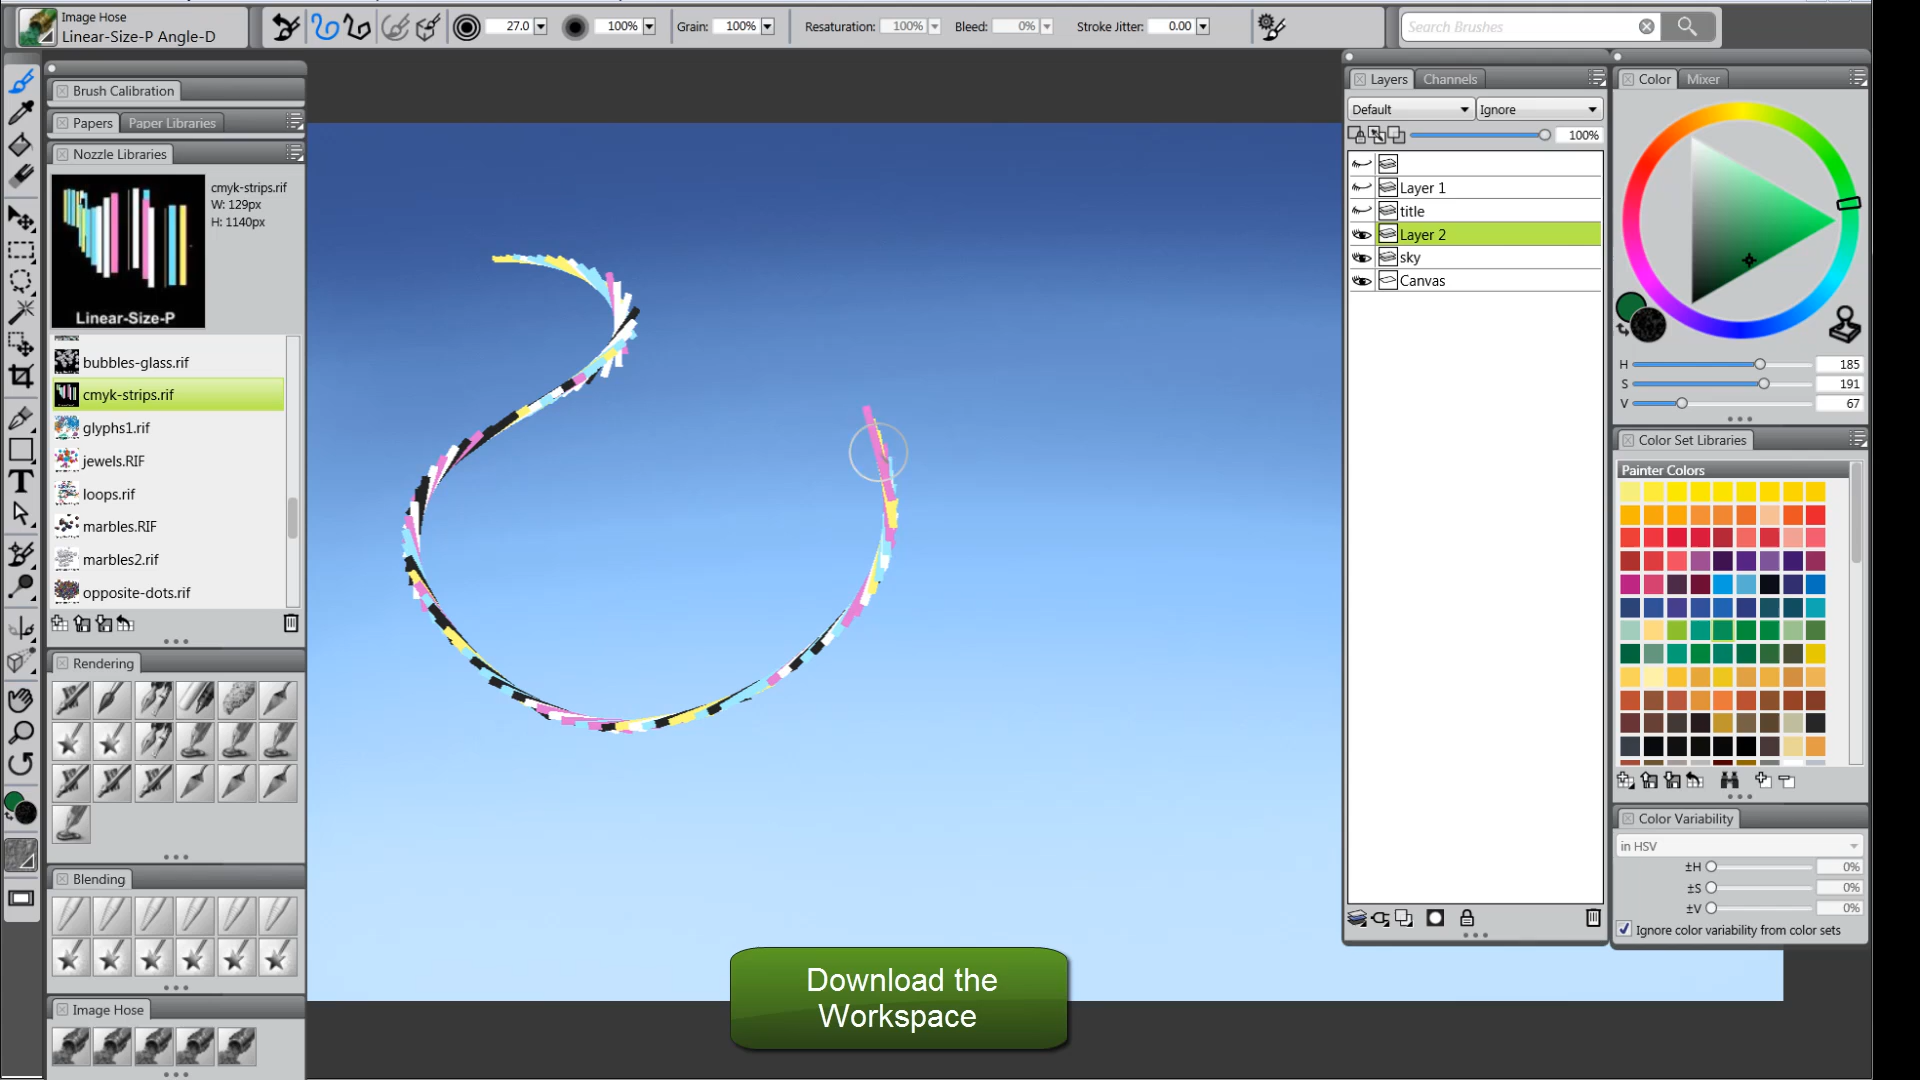 Image Hose
Linear-Size-P Angle-D
27.0
100%
Grain: 100%
Resaturation: 100%
Bleed: 0%
Stroke Jitter: 0.00
Search Brushes
Brush Calibration
Papers
Paper Libraries
Nozzle Libraries
cmyk-strips.rif
W: 129px
H: 1140px
Linear-Size-P
bubbles-glass.rif
cmyk-strips.rif
glyphs1.rif
jewels.RIF
loops.rif
marbles.RIF
marbles2.rif
opposite-dots.rif
Rendering
Blending
Image Hose
Download the
Workspace
Layers
Channels
Default
Ignore
100%
Layer 1
title
Layer 2
sky
Canvas
Color
Mixer
H 185
S 191
V 67
Color Set Libraries
Painter Colors
Color Variability
in HSV
±H 0%
±S 0%
±V 0%
Ignore color variability from color sets